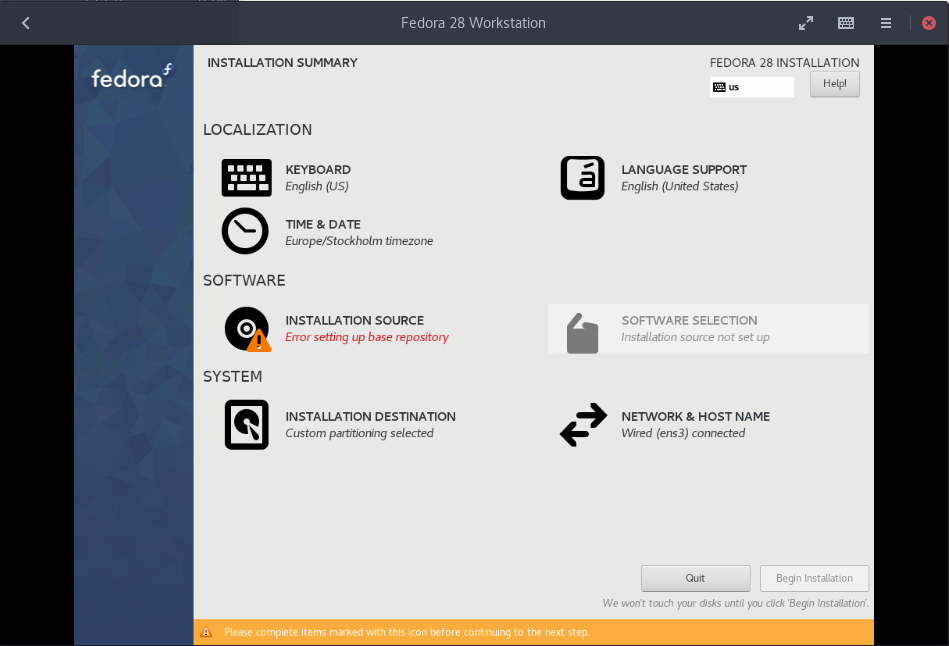 Fedora 28 Workstation
fedora
INSTALLATION SUMMARY
FEDORA 28 INSTALLATION
us
Help!
LOCALIZATION
KEYBOARD
English (US)
LANGUAGE SUPPORT
English (United States)
TIME & DATE
Europe/Stockholm timezone
SOFTWARE
INSTALLATION SOURCE
Error setting up base repository
SOFTWARE SELECTION
Installation source not set up
SYSTEM
INSTALLATION DESTINATION
Custom partitioning selected
NETWORK & HOST NAME
Wired (ens3) connected
Quit
Begin Installation
We won't touch your disks until you click 'Begin Installation'.
Please complete items marked with this icon before continuing to the next step.